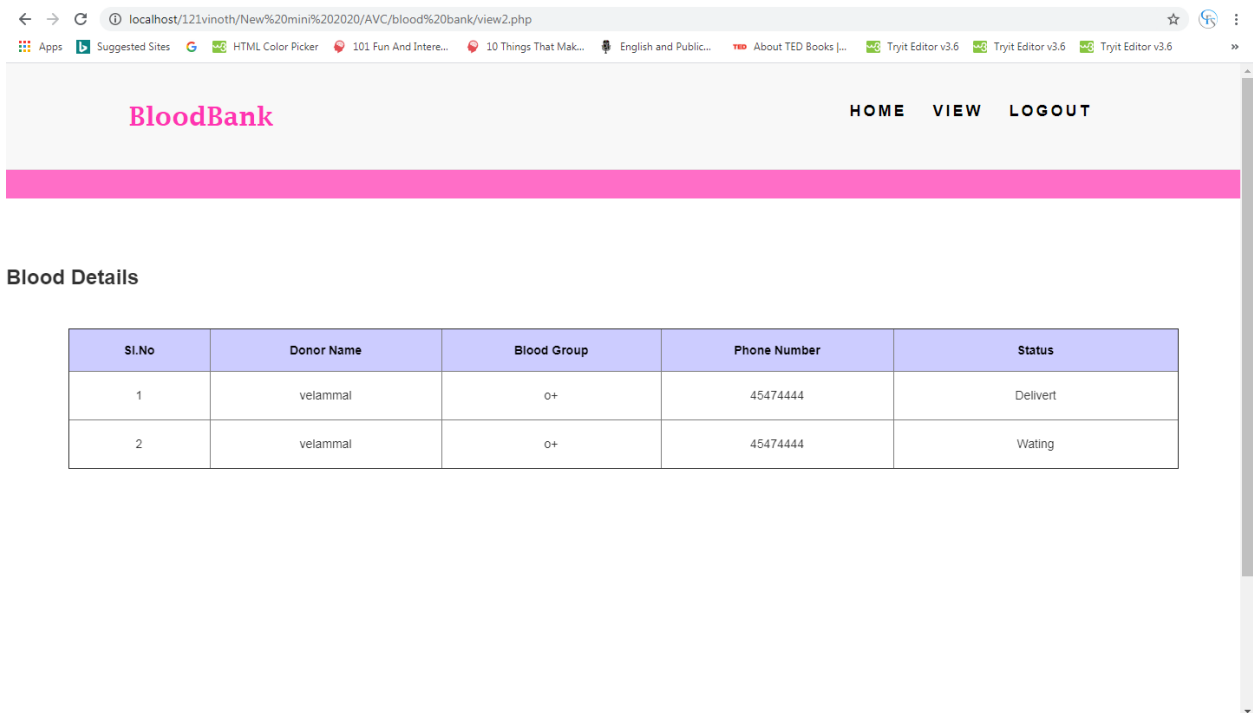 localhost/121vinoth/New%20mini%202020/AVC/blood%20bank/view2.php
Apps Suggested Sites HTML Color Picker 101 Fun And Intere... 10 Things That Mak... English and Public... TED About TED Books |... Tryit Editor v3.6 Tryit Editor v3.6 Tryit Editor v3.6 »
BloodBank HOME VIEW LOGOUT
Blood Details
Sl.No Donor Name Blood Group Phone Number Status
1 velammal o+ 45474444 Delivert
2 velammal o+ 45474444 Wating